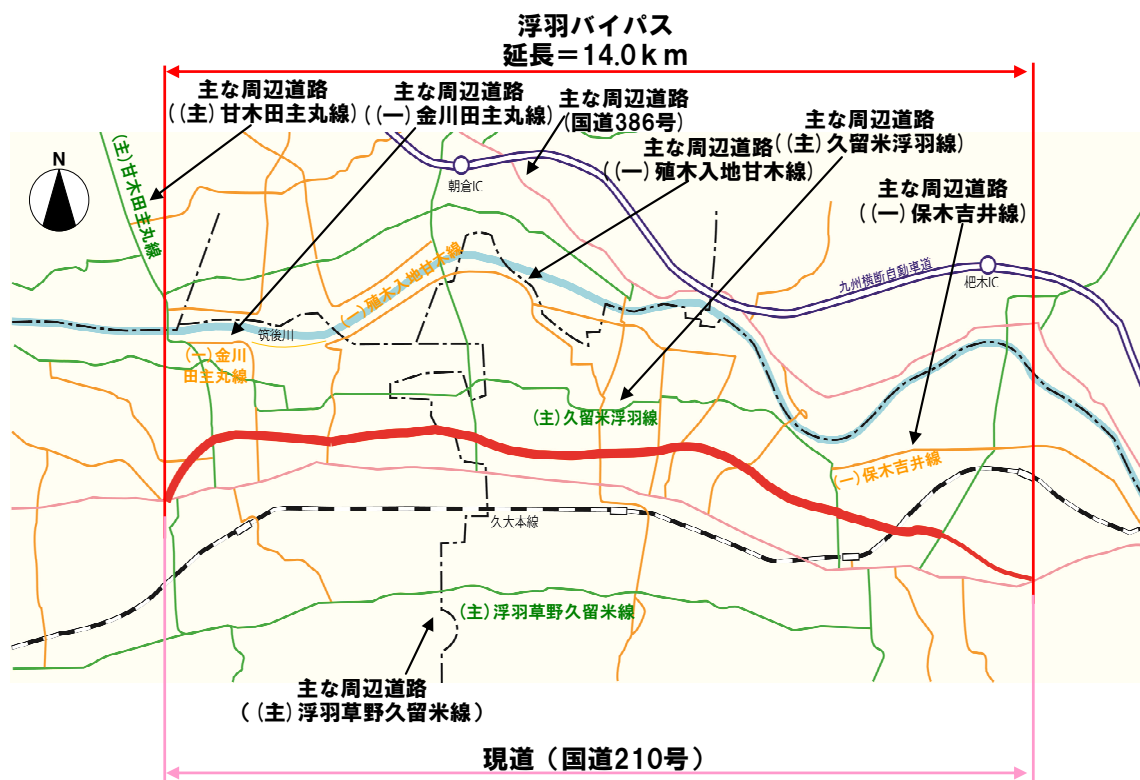 浮羽バイパス
延長＝14.0ｋｍ
主な周辺道路
((主)甘木田主丸線)
主な周辺道路
((一)金川田主丸線)
主な周辺道路
(国道386号)
主な周辺道路
((主)久留米浮羽線)
主な周辺道路
((一)殖木入地甘木線)
主な周辺道路
((一)保木吉井線)
N
(主)甘木田主丸線
朝倉IC
九州横断自動車道
杷木IC
(一)殖木入地甘木線
筑後川
(一)金川
田主丸線
(主)久留米浮羽線
(一)保木吉井線
久大本線
(主)浮羽草野久留米線
主な周辺道路
((主)浮羽草野久留米線)
現道（国道210号）